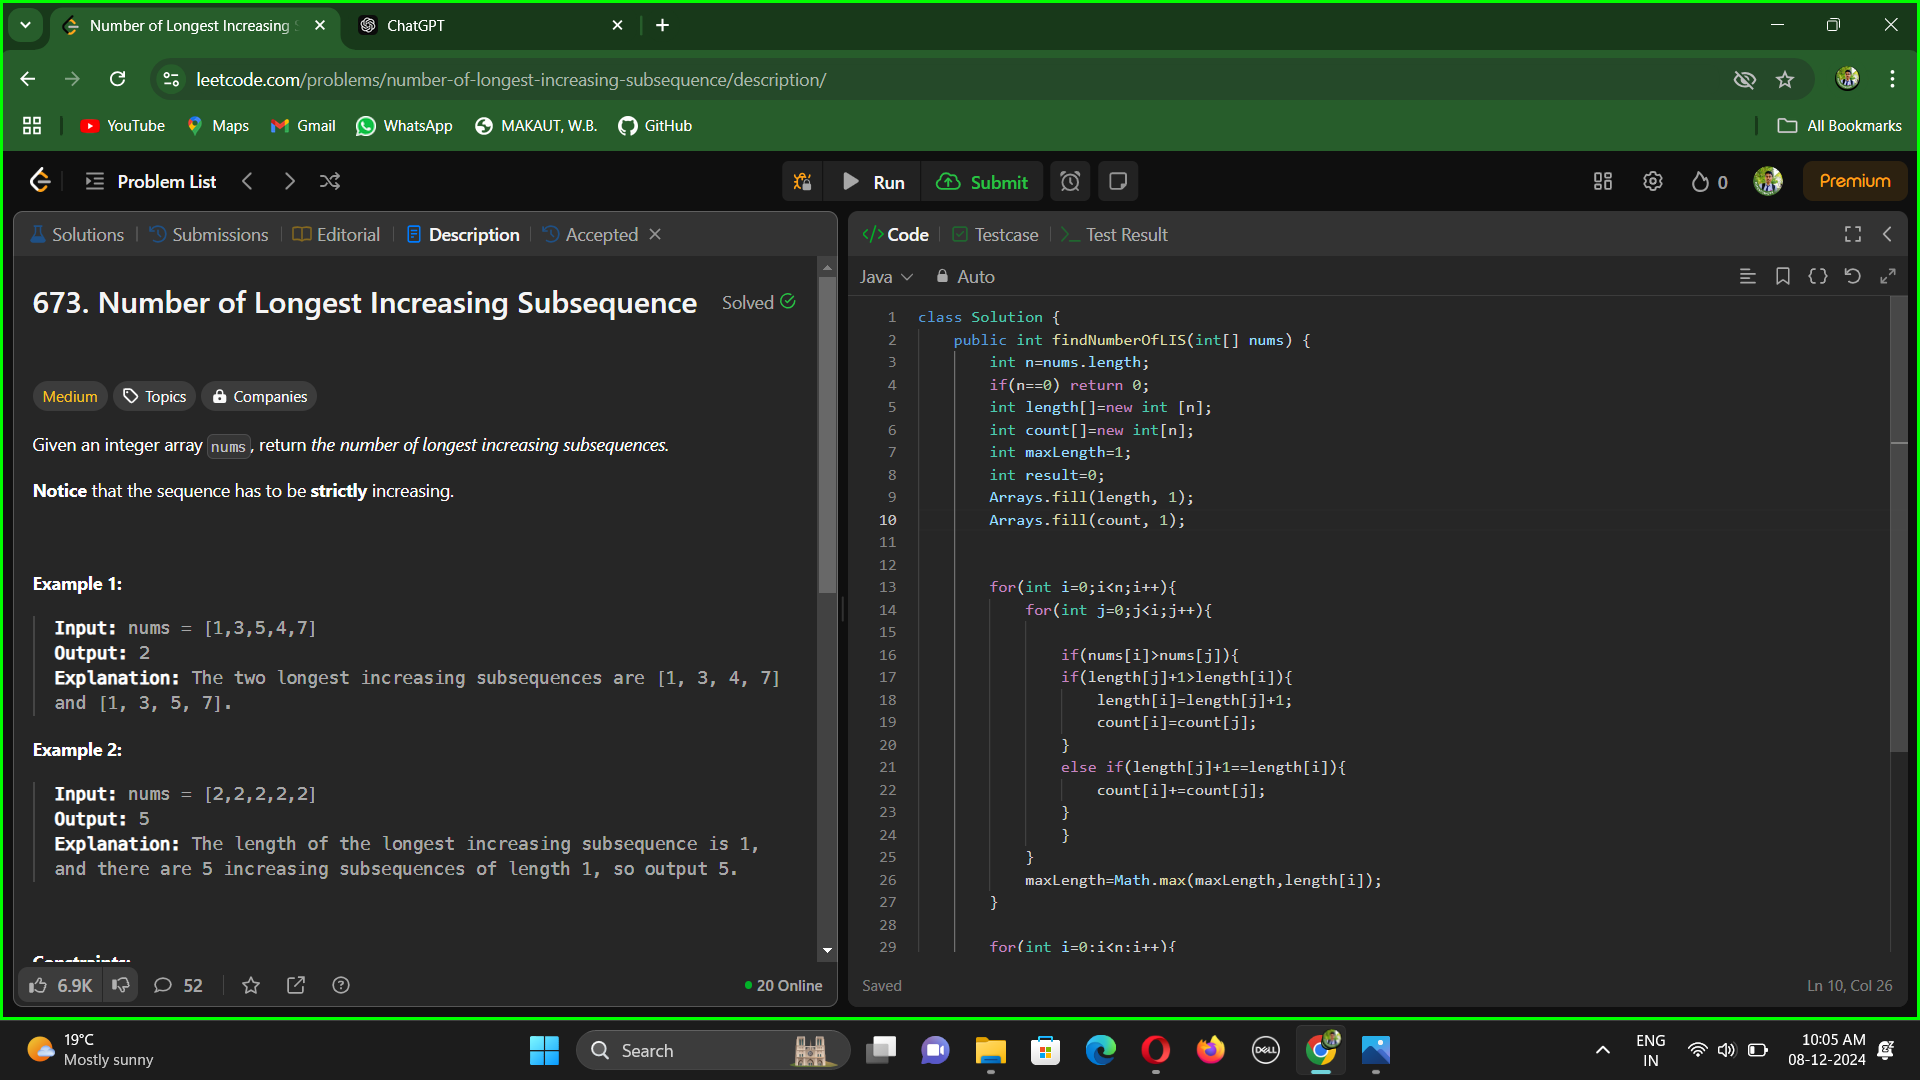 Number of Longest Increasing S
ChatGPT
leetcode.com/problems/number-of-longest-increasing-subsequence/description/
YouTube
Maps
Gmail
WhatsApp
MAKAUT, W.B.
GitHub
All Bookmarks
Problem List
Run
Submit
0
Premium
Solutions
Submissions
Editorial
Description
Accepted
673. Number of Longest Increasing Subsequence
Solved
Medium
Topics
Companies
Given an integer array nums, return the number of longest increasing subsequences.
Notice that the sequence has to be strictly increasing.
Example 1:
Input: nums = [1,3,5,4,7]
Output: 2
Explanation: The two longest increasing subsequences are [1, 3, 4, 7]
and [1, 3, 5, 7].
Example 2:
Input: nums = [2,2,2,2,2]
Output: 5
Explanation: The length of the longest increasing subsequence is 1,
and there are 5 increasing subsequences of length 1, so output 5.
Constraints:
6.9K
52
20 Online
Code
Testcase
Test Result
Java
Auto
1 class Solution {
2 public int findNumberOfLIS(int[] nums) {
3 int n=nums.length;
4 if(n==0) return 0;
5 int length[]=new int [n];
6 int count[]=new int[n];
7 int maxLength=1;
8 int result=0;
9 Arrays.fill(length, 1);
10 Arrays.fill(count, 1);
11
12
13 for(int i=0;i<n;i++){
14 for(int j=0;j<i;j++){
15
16 if(nums[i]>nums[j]){
17 if(length[j]+1>length[i]){
18 length[i]=length[j]+1;
19 count[i]=count[j];
20 }
21 else if(length[j]+1==length[i]){
22 count[i]+=count[j];
23 }
24 }
25 }
26 maxLength=Math.max(maxLength,length[i]);
27 }
28
29 for(int i=0;i<n;i++){
Saved
Ln 10, Col 26
19°C
Mostly sunny
Search
DELL
ENG
IN
10:05 AM
08-12-2024